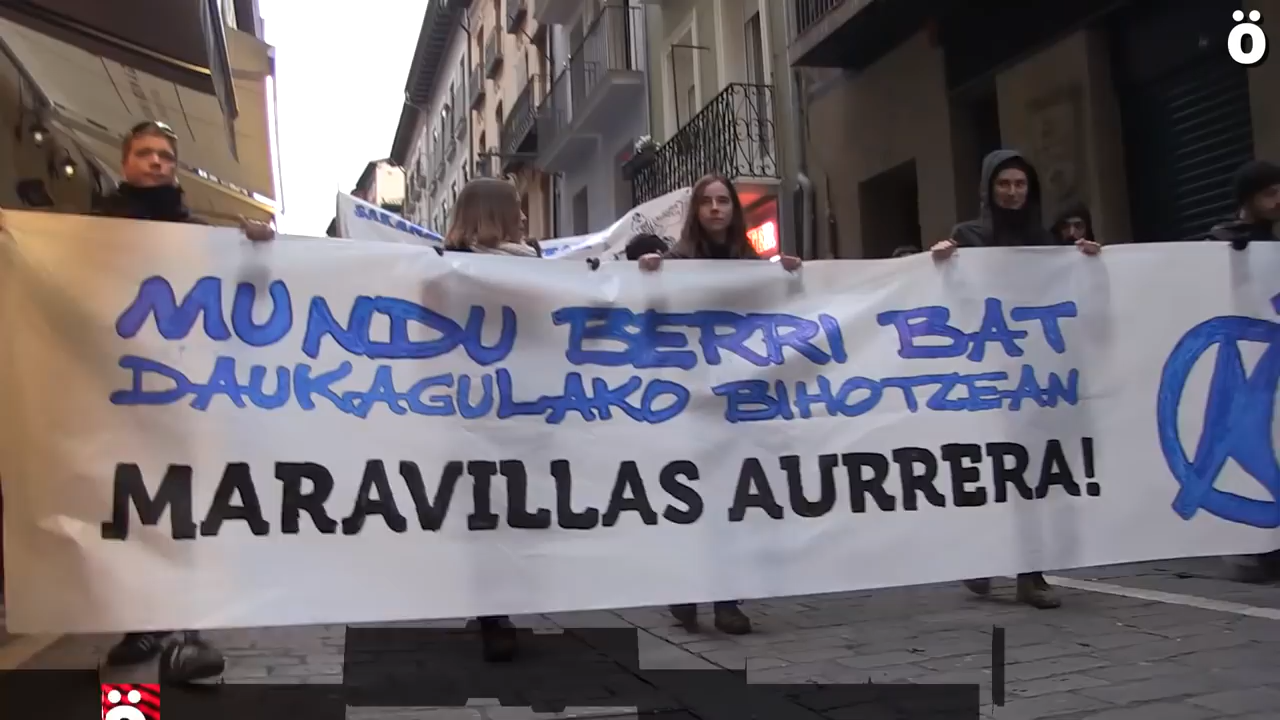 ö
MUNDU BERRI BAT
DAUKAGULAKO BIHOTZEAN
MARAVILLAS AURRERA!
ö